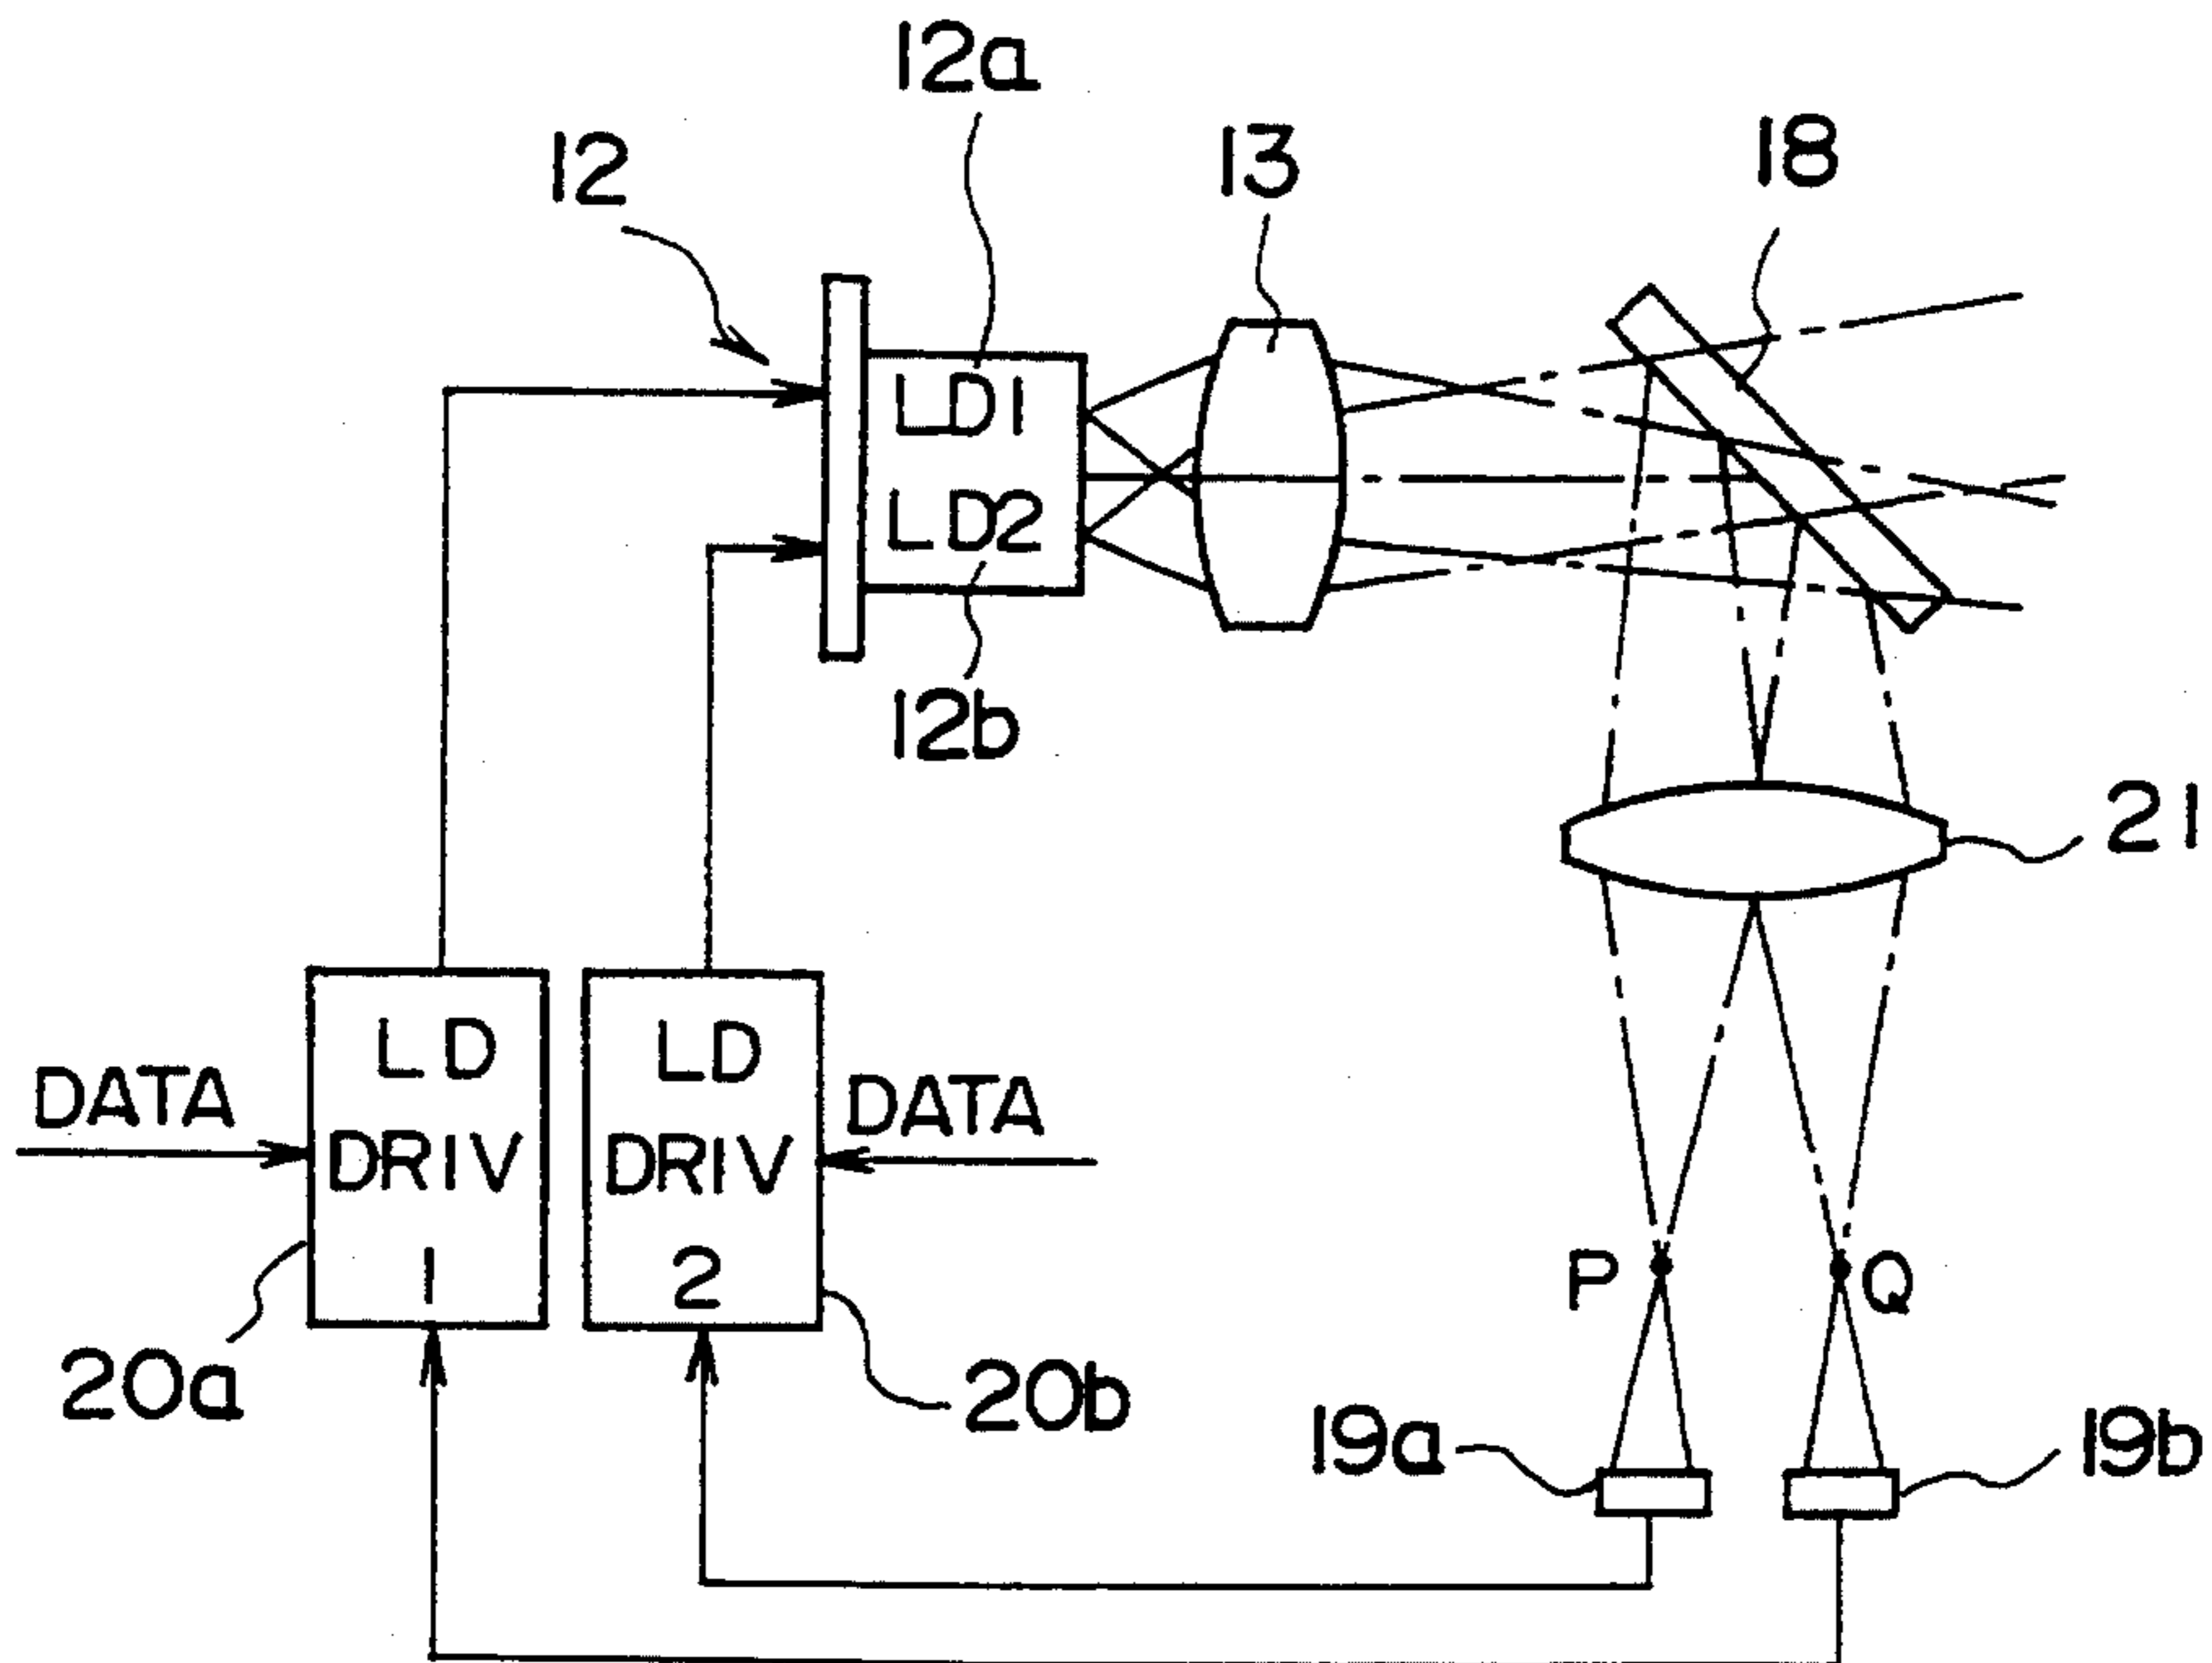 12a
12
13
18
LD1
LD2
12b
21
LD
DRIV
1
LD
DRIV
2
DATA
DATA
P
Q
20a
20b
19a
19b